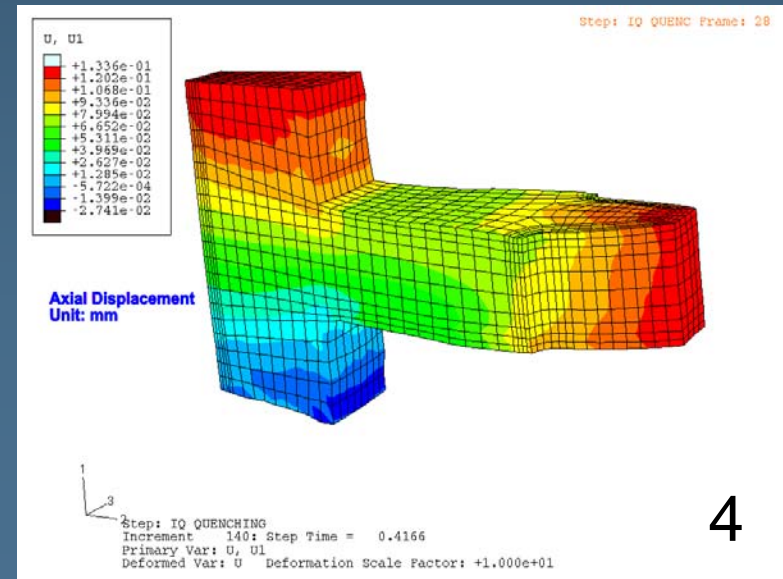 Step: IQ QUENC Frame: 28
U, U1
+1.336e-01
+1.202e-01
+1.068e-01
+9.336e-02
+7.994e-02
+6.652e-02
+5.311e-02
+3.969e-02
+2.627e-02
+1.285e-02
-5.722e-04
-1.399e-02
-2.741e-02
Axial Displacement
Unit: mm
1
3
2
Step: IQ QUENCHING
Increment 140: Step Time = 0.4166
Primary Var: U, U1
Deformed Var: U Deformation Scale Factor: +1.000e+01
4